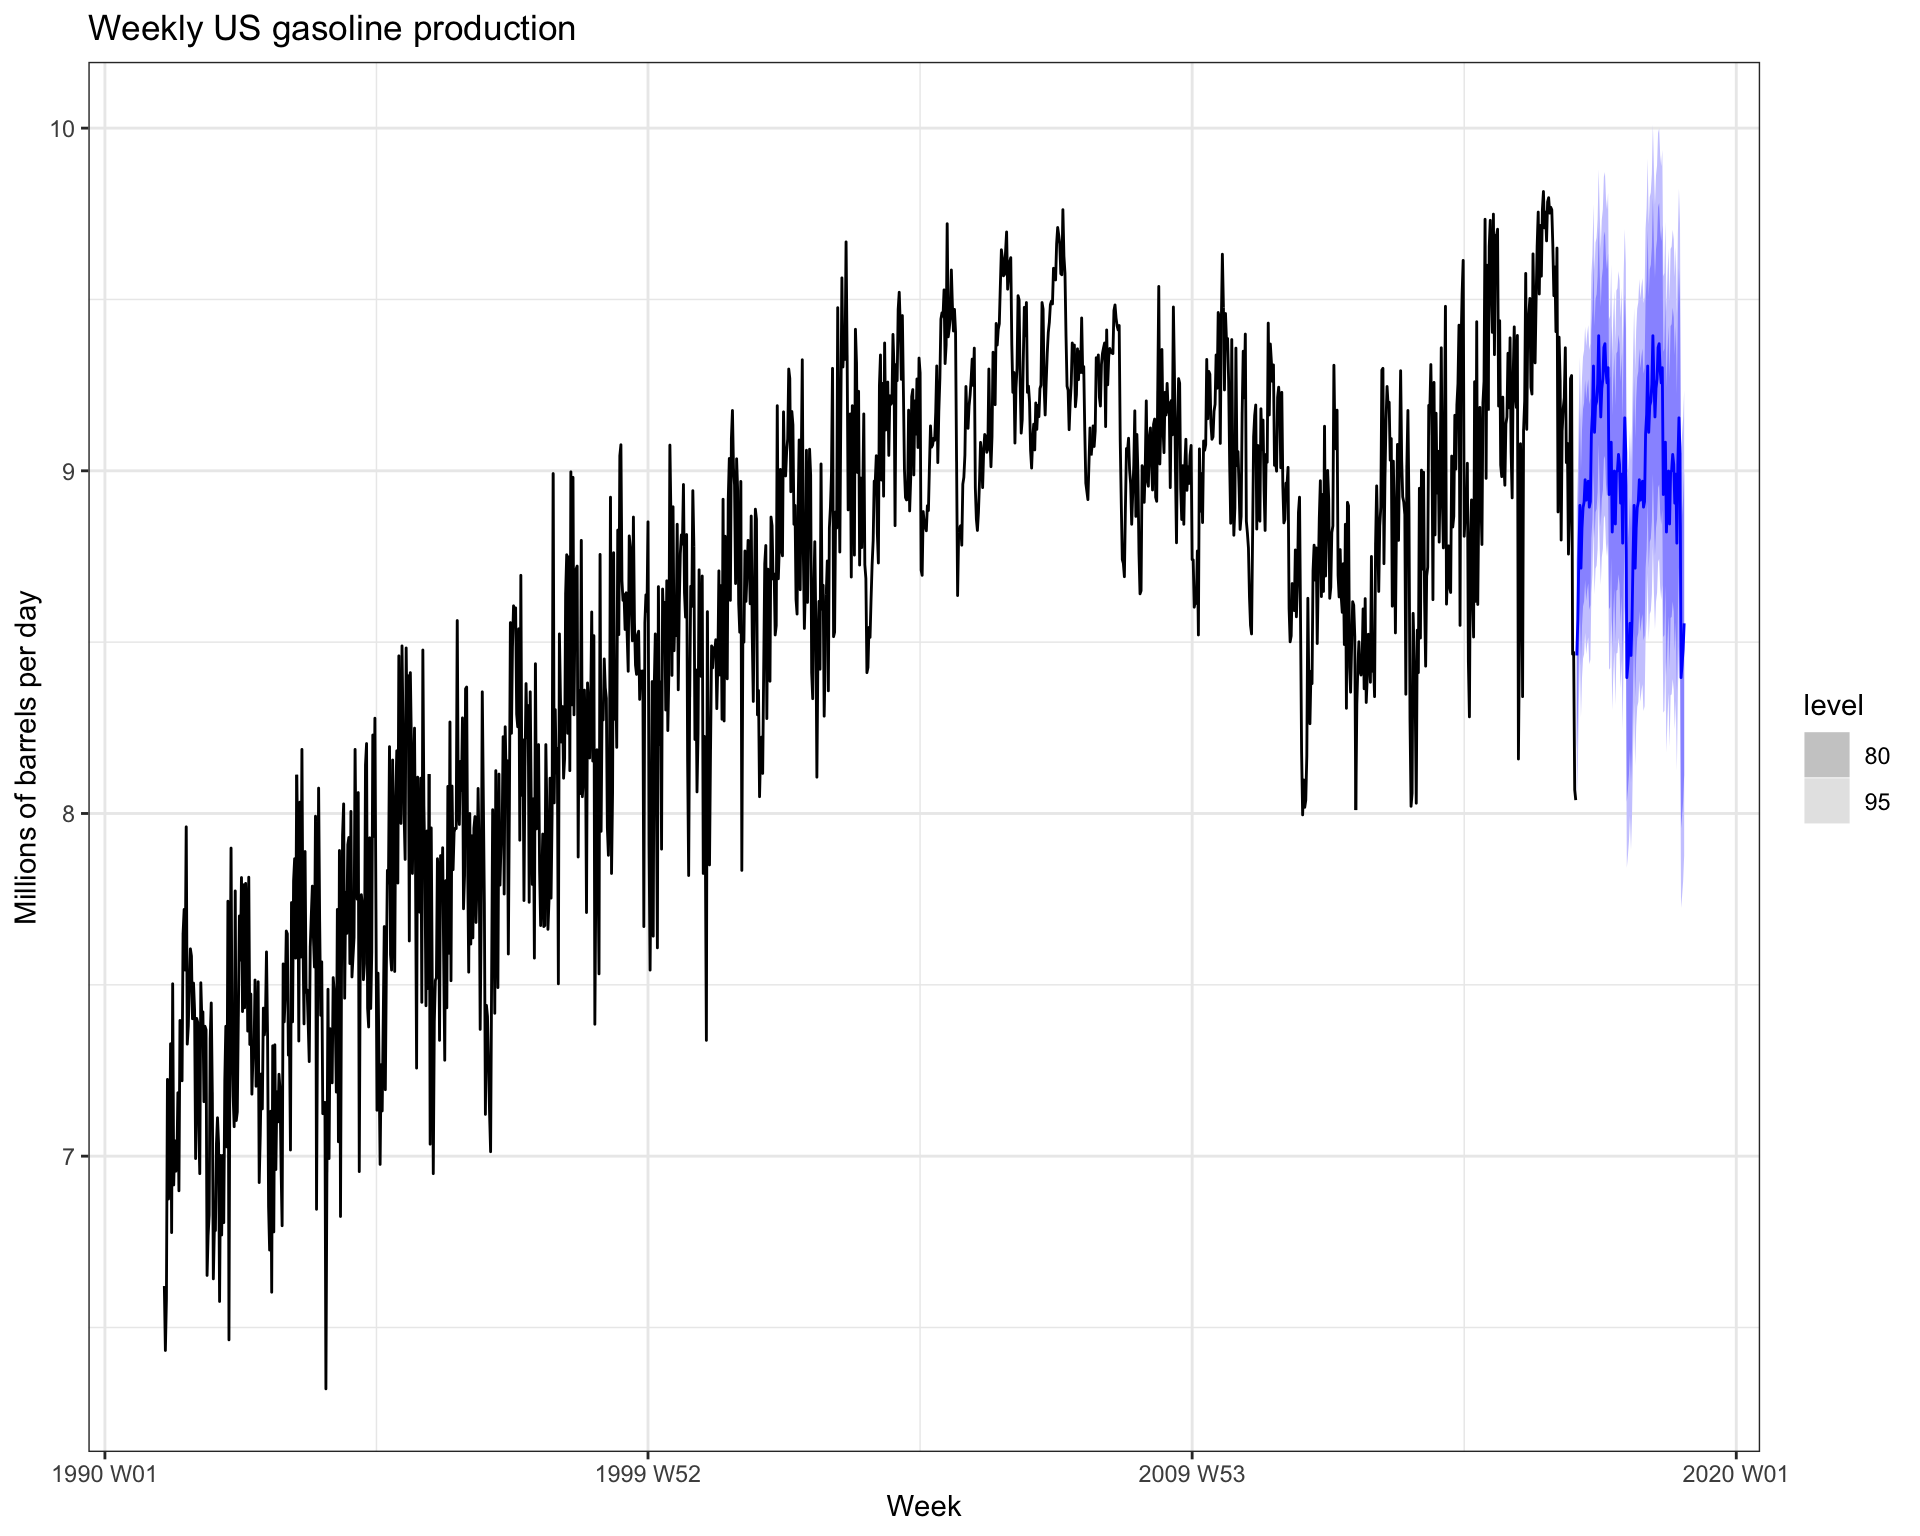 Weekly US gasoline production
10
9
8
7
Millions of barrels per day
1990 W01
1999 W52
2009 W53
2020 W01
Week
level
80
95